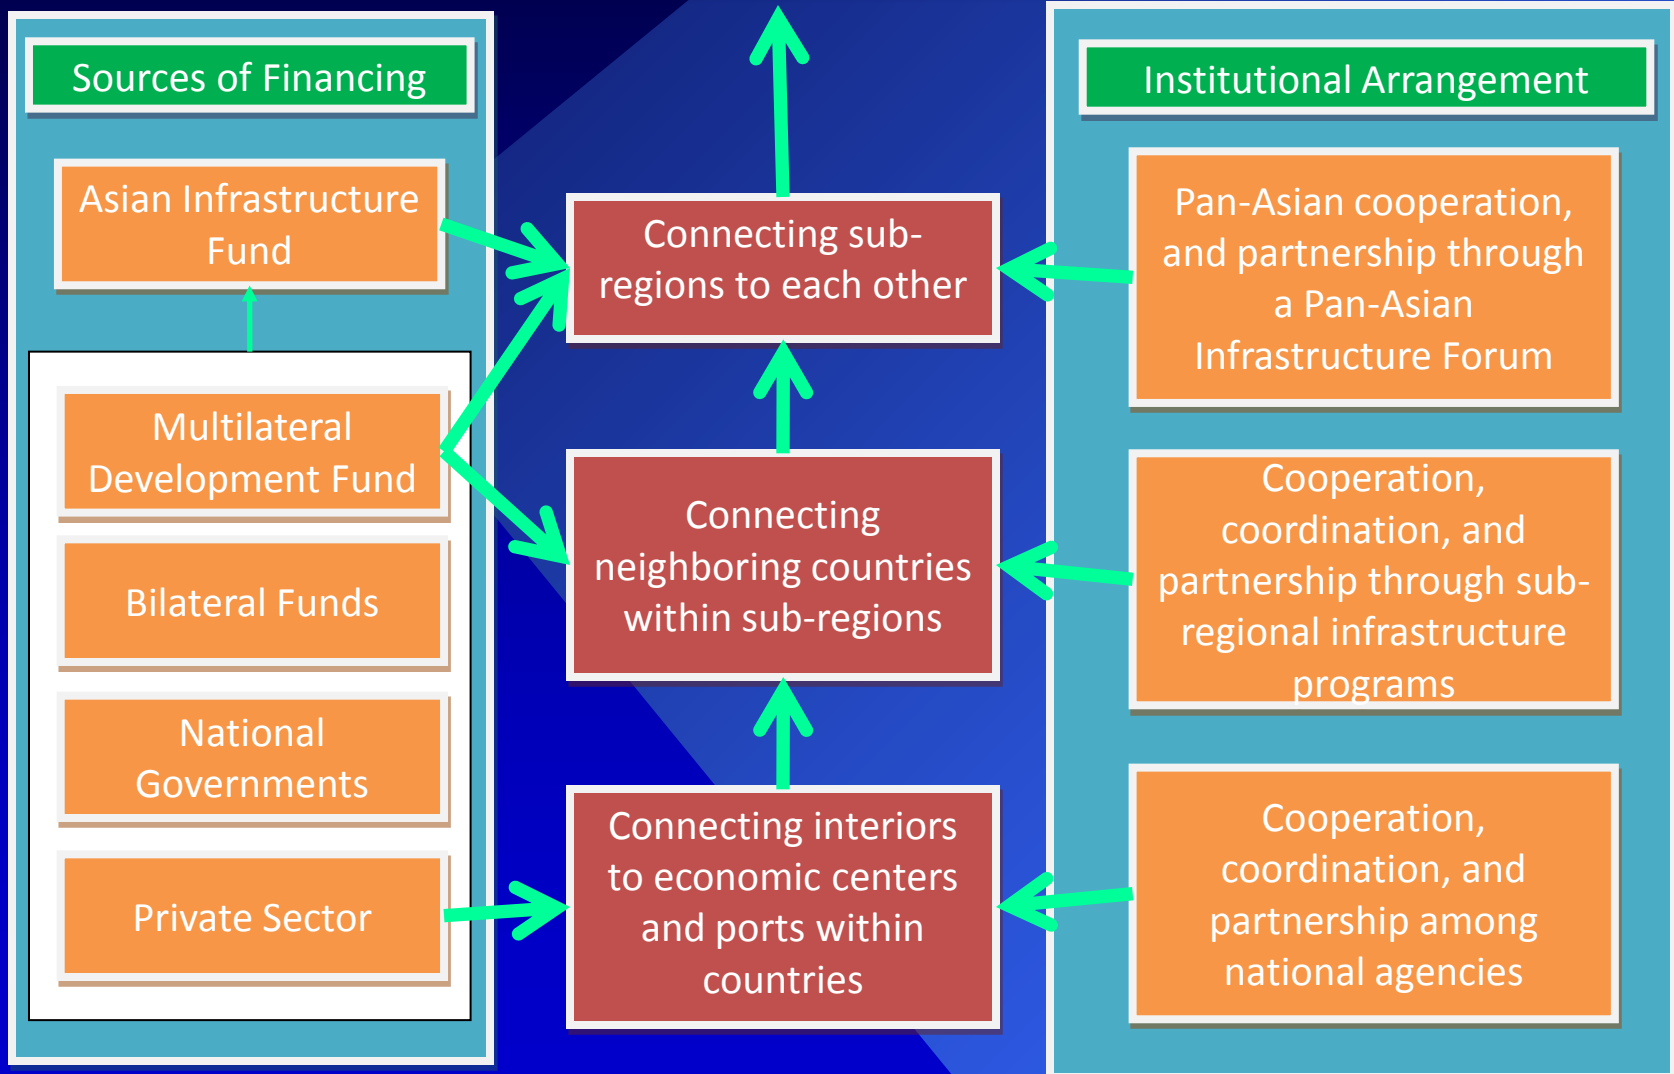 Sources of Financing
Asian Infrastructure
Fund
Multilateral
Development Fund
Bilateral Funds
National
Governments
Private Sector
Connecting sub-
regions to each other
Connecting
neighboring countries
within sub-regions
Connecting interiors
to economic centers
and ports within
countries
Institutional Arrangement
Pan-Asian cooperation,
and partnership through
a Pan-Asian
Infrastructure Forum
Cooperation,
coordination, and
partnership through sub-
regional infrastructure
programs
Cooperation,
coordination, and
partnership among
national agencies